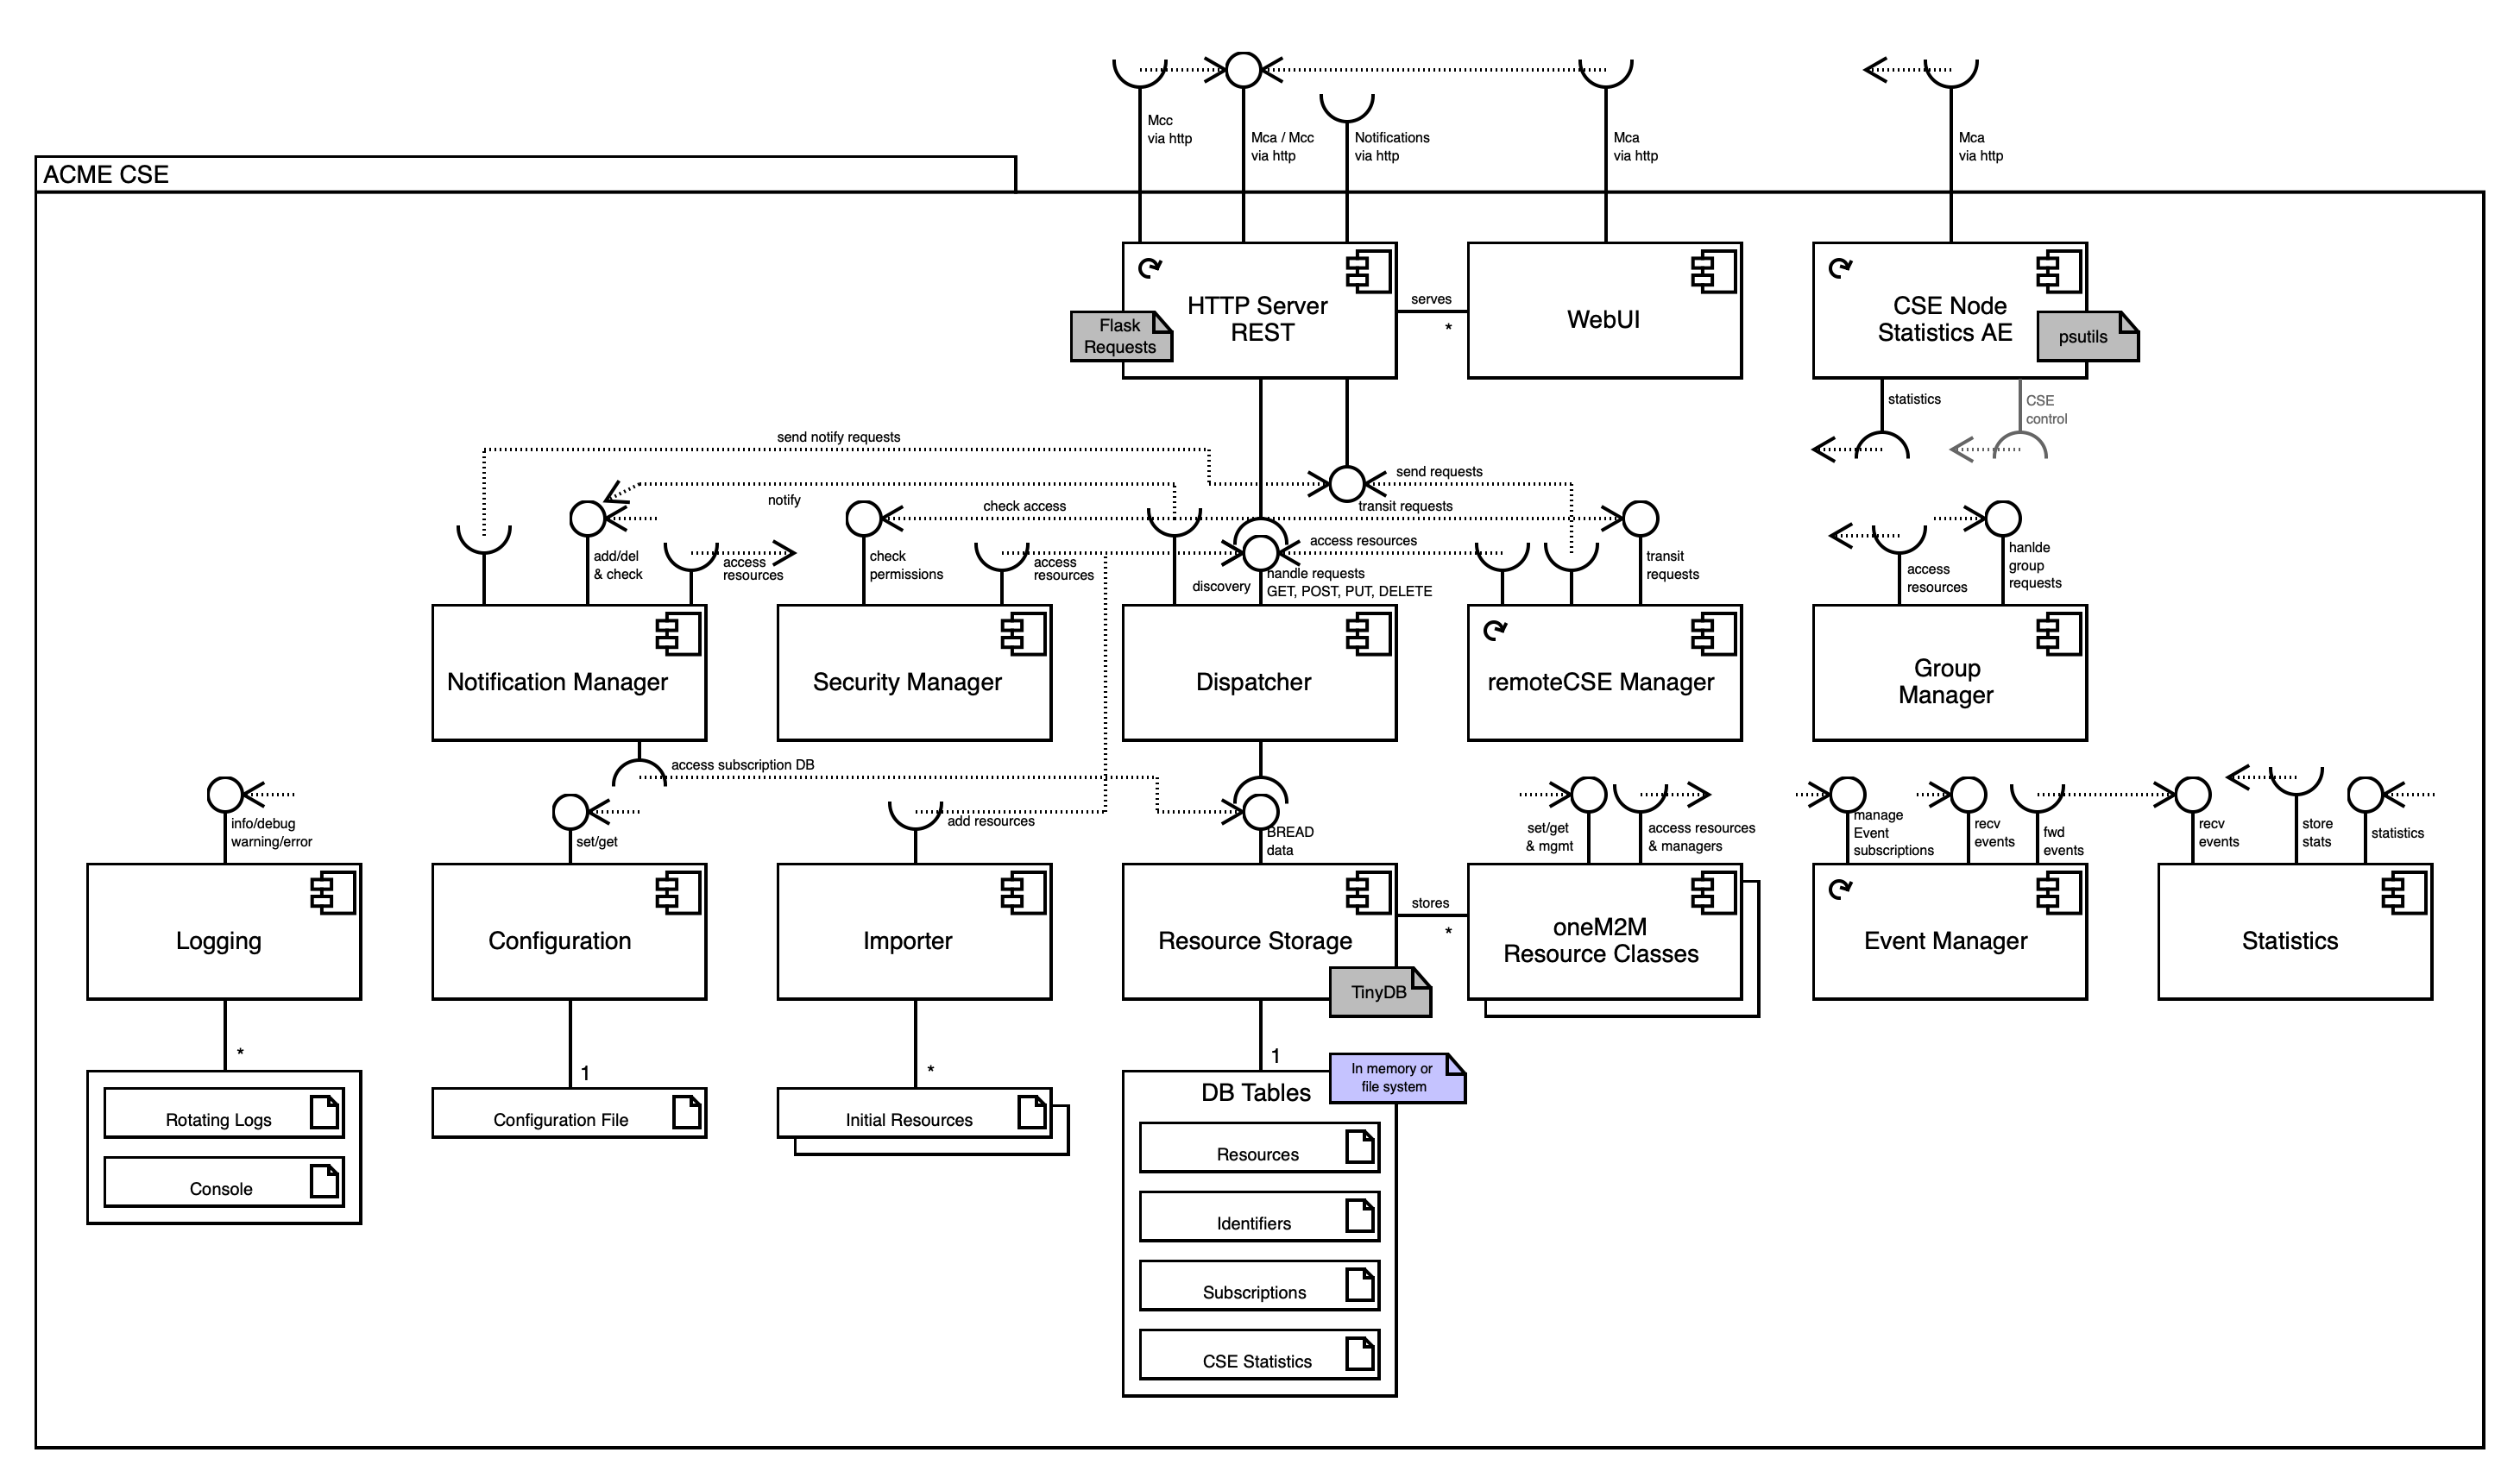 Mcc
via http
Mca / Mcc
via http
Notifications
via http
Mca
via http
Mca
via http
ACME CSE
HTTP Server
REST
Flask
Requests
serves
*
WebUI
CSE Node
Statistics AE
psutils
statistics
CSE
control
send notify requests
send requests
notify
check access
transit requests
add/del
& check
access
resources
check
permissions
access
resources
access resources
discovery
handle requests
GET, POST, PUT, DELETE
transit
requests
access
resources
hanlde
group
requests
Notification Manager
Security Manager
Dispatcher
remoteCSE Manager
Group
Manager
access subscription DB
info/debug
warning/error
set/get
add resources
BREAD
data
set/get
& mgmt
access resources
& managers
manage
Event
subscriptions
recv
events
fwd
events
recv
events
store
stats
statistics
Logging
Configuration
Importer
Resource Storage
TinyDB
stores
*
oneM2M
Resource Classes
Event Manager
Statistics
*
1
*
1
Rotating Logs
Console
Configuration File
Initial Resources
DB Tables
In memory or
file system
Resources
Identifiers
Subscriptions
CSE Statistics